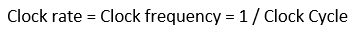 Clock rate = Clock frequency = 1 / Clock Cycle